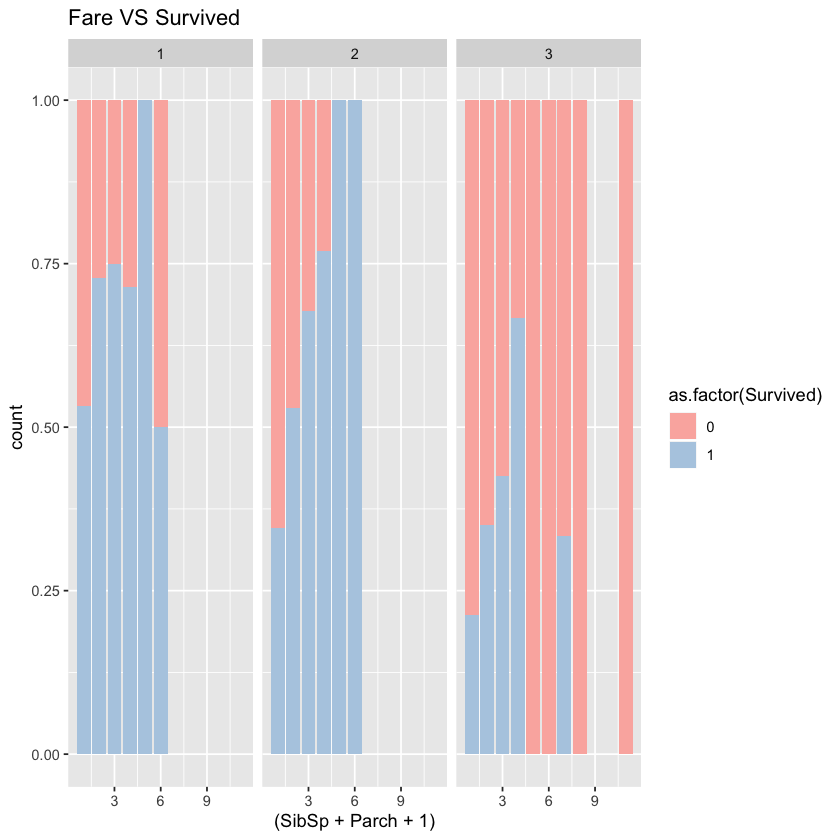 Fare VS Survived
1 2 3
1.00
0.75
0.50
0.25
0.00
count
3 6 9 3 6 9 3 6 9
(SibSp + Parch + 1)
as.factor(Survived)
0
1